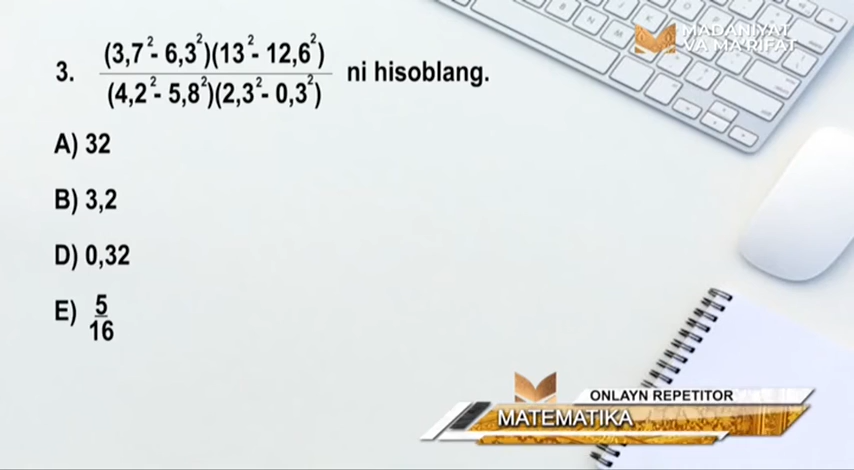 3. (3,7²- 6,3²)(13²- 12,6²) / (4,2²- 5,8²)(2,3²- 0,3²) ni hisoblang.
A) 32
B) 3,2
D) 0,32
E) 5/16
MADANIYAT
VA MA'RIFAT
ONLAYN REPETITOR
MATEMATIKA